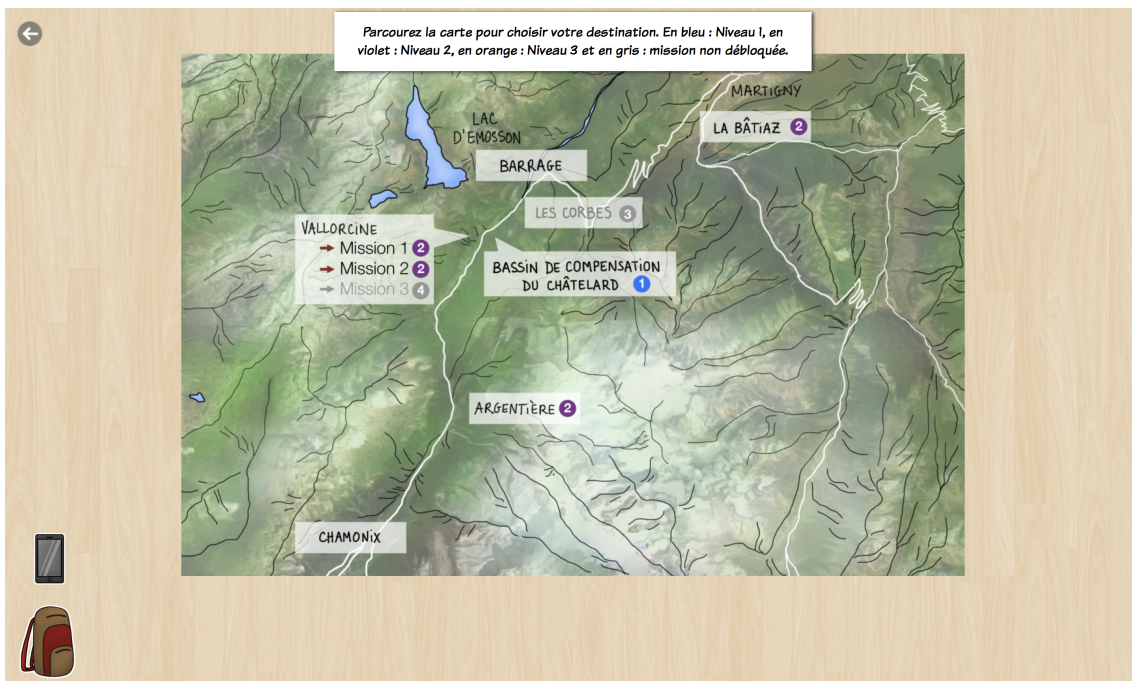 Parcourez la carte pour choisir votre destination. En bleu : Niveau 1, en
violet : Niveau 2, en orange : Niveau 3 et en gris : mission non débloquée.
MARTIGNY
LA BÂTIAZ 2
LAC
D'EMOSSON
BARRAGE
LES CORBES 3
VALLORCINE
Mission 1 2
Mission 2 2
Mission 3 4
BASSIN DE COMPENSATION
DU CHÂTELARD 1
ARGENTIÈRE 2
CHAMONIX